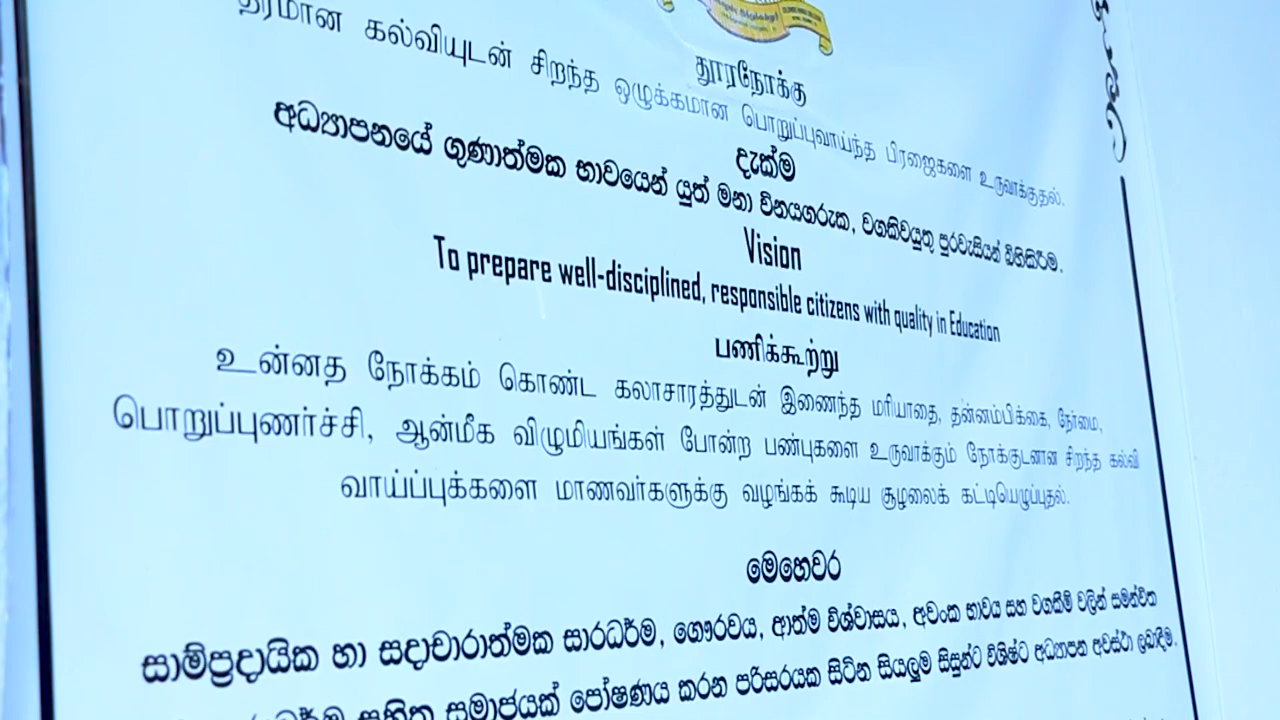 தூரநோக்கு
தரமான கல்வியுடன் சிறந்த ஒழுக்கமான பொறுப்புவாய்ந்த பிரஜைகளை உருவாக்குதல்.
දැක්ම
අධ්‍යාපනයේ ගුණාත්මක භාවයෙන් යුත් මනා විනයගරුක, වගකිවයුතු පුරවැසියන් බිහිකිරීම.
Vision
To prepare well-disciplined, responsible citizens with quality in Education
பணிக்கூற்று
உன்னத நோக்கம் கொண்ட கலாசாரத்துடன் இணைந்த மரியாதை, தன்னம்பிக்கை, நேர்மை,
பொறுப்புணர்ச்சி, ஆன்மீக விழுமியங்கள் போன்ற பண்புகளை உருவாக்கும் நோக்குடனான சிறந்த கல்வி
வாய்ப்புக்களை மாணவர்களுக்கு வழங்கக் கூடிய சூழலைக் கட்டியெழுப்புதல்.
මෙහෙවර
සාම්ප්‍රදායික හා සදාචාරාත්මක සාරධර්ම, ගෞරවය, ආත්ම විශ්වාසය, අවංක භාවය සහ වගකීම් වලින් සමන්විත
සහිත සමාජයක් පෝෂණය කරන පරිසරයක සිටින සියලුම සිසුන්ට විශිෂ්ට අධ්‍යාපන අවස්ථා ලබාදීම.